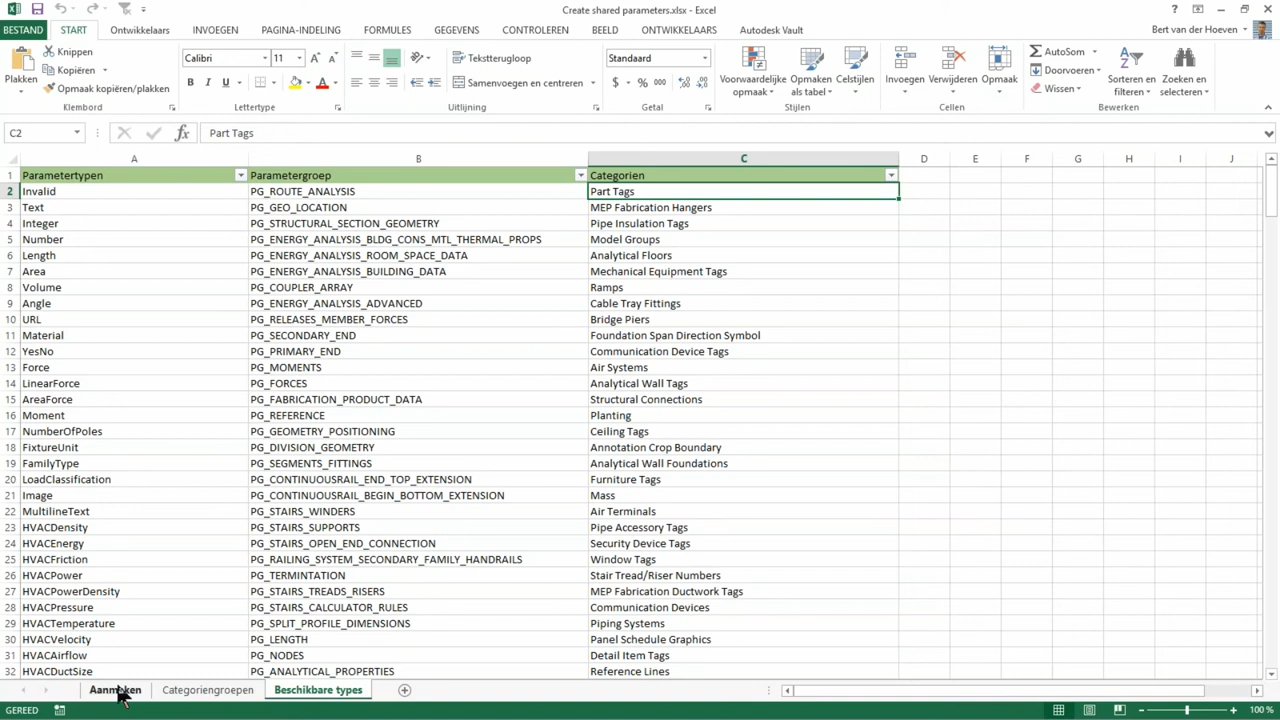 Create shared parameters.xlsx - Excel
BESTAND START Ontwikkelaars INVOEGEN PAGINA-INDELING FORMULES GEGEVENS CONTROLEREN BEELD ONTWIKKELAARS Autodesk Vault Bert van der Hoeven
Plakken
Knippen
Kopiëren
Opmaak kopiëren/plakken
Klembord
Calibri 11
B I U
Lettertype
Terugloop
Samenvoegen en centreren
Uitlijning
Standaard
$ % 000
Getal
Voorwaardelijke opmaak
Opmaken als tabel
Celstijlen
Stijlen
Invoegen
Verwijderen
Opmaak
Cellen
AutoSom
Doorvoeren
Wissen
Sorteren en filteren
Zoeken en selecteren
Bewerken
C2 fx Part Tags
A B C D E F G H I J
1 Parametertypen Parametergroep Categorien
2 Invalid PG_ROUTE_ANALYSIS Part Tags
3 Text PG_GEO_LOCATION MEP Fabrication Hangers
4 Integer PG_STRUCTURAL_SECTION_GEOMETRY Pipe Insulation Tags
5 Number PG_ENERGY_ANALYSIS_BLDG_CONS_MTL_THERMAL_PROPS Model Groups
6 Length PG_ENERGY_ANALYSIS_ROOM_SPACE_DATA Analytical Floors
7 Area PG_ENERGY_ANALYSIS_BUILDING_DATA Mechanical Equipment Tags
8 Volume PG_COUPLER_ARRAY Ramps
9 Angle PG_ENERGY_ANALYSIS_ADVANCED Cable Tray Fittings
10 URL PG_RELEASES_MEMBER_FORCES Bridge Piers
11 Material PG_SECONDARY_END Foundation Span Direction Symbol
12 YesNo PG_PRIMARY_END Communication Device Tags
13 Force PG_MOMENTS Air Systems
14 LinearForce PG_FORCES Analytical Wall Tags
15 AreaForce PG_FABRICATION_PRODUCT_DATA Structural Connections
16 Moment PG_REFERENCE Planting
17 NumberOfPoles PG_GEOMETRY_POSITIONING Ceiling Tags
18 FixtureUnit PG_DIVISION_GEOMETRY Annotation Crop Boundary
19 FamilyType PG_SEGMENTS_FITTINGS Analytical Wall Foundations
20 LoadClassification PG_CONTINUOUSRAIL_END_TOP_EXTENSION Furniture Tags
21 Image PG_CONTINUOUSRAIL_BEGIN_BOTTOM_EXTENSION Mass
22 MultilineText PG_STAIRS_WINDERS Air Terminals
23 HVACDensity PG_STAIRS_SUPPORTS Pipe Accessory Tags
24 HVACEnergy PG_STAIRS_OPEN_END_CONNECTION Security Device Tags
25 HVACFriction PG_RAILING_SYSTEM_SECONDARY_FAMILY_HANDRAILS Window Tags
26 HVACPower PG_TERMINTATION Stair Tread/Riser Numbers
27 HVACPowerDensity PG_STAIRS_TREADS_RISERS MEP Fabrication Ductwork Tags
28 HVACPressure PG_STAIRS_CALCULATOR_RULES Communication Devices
29 HVACTemperature PG_SPLIT_PROFILE_DIMENSIONS Piping Systems
30 HVACVelocity PG_LENGTH Panel Schedule Graphics
31 HVACAirflow PG_NODES Detail Item Tags
32 HVACDuctSize PG_ANALYTICAL_PROPERTIES Reference Lines
Aanmaken Categoriengroepen Beschikbare types
GEREED 100 %